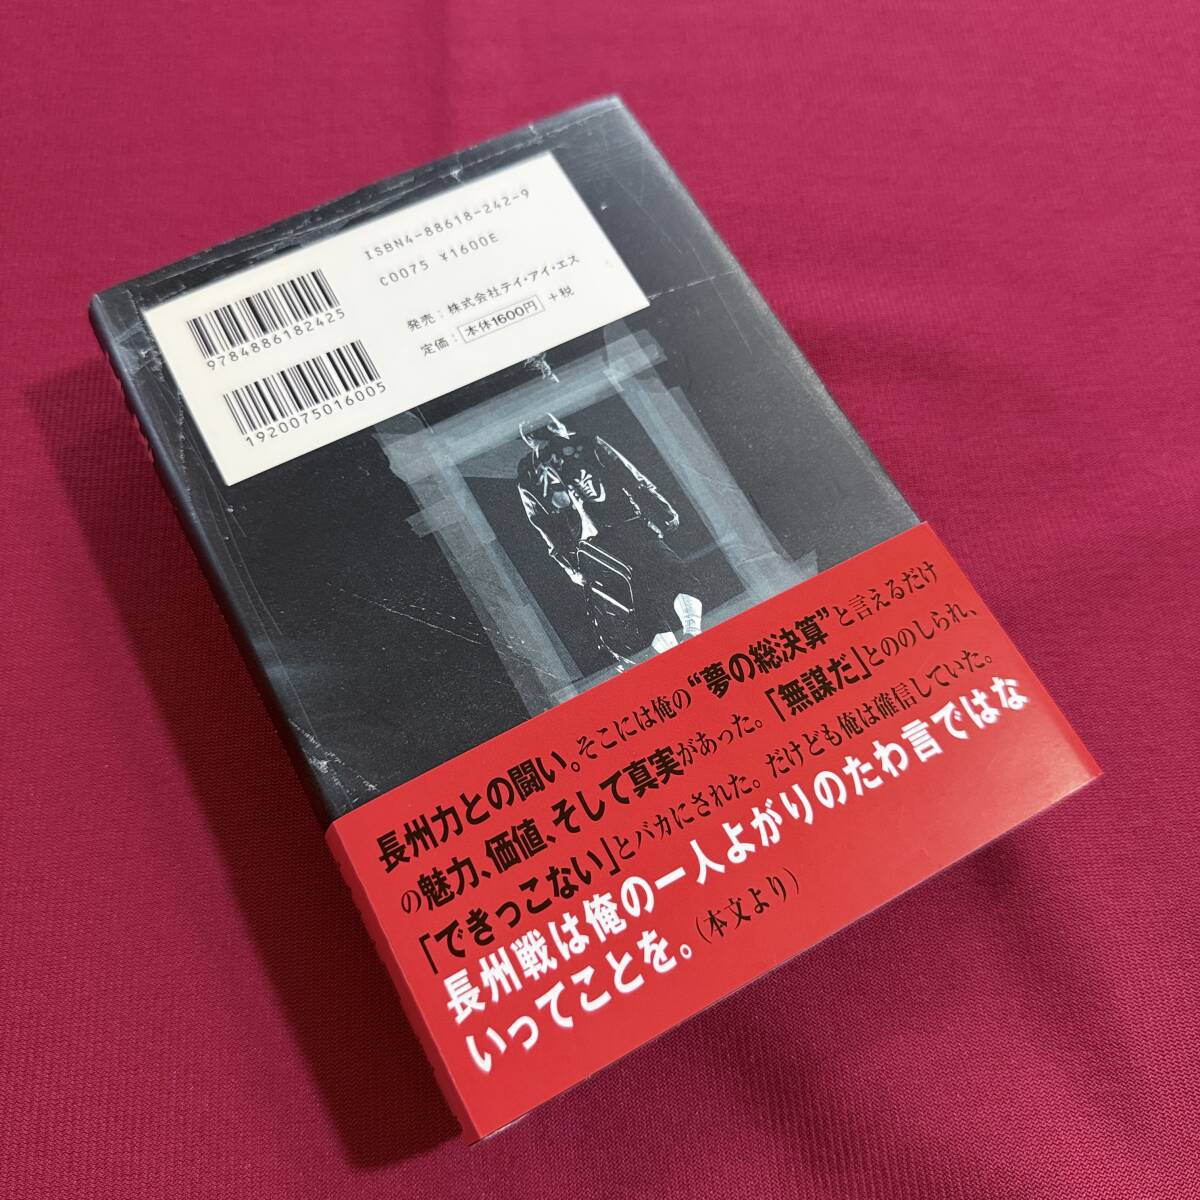 ISBN4-88618-242-9
C0075 ¥1600E
発売：株式会社テイ・アイ・エス
定価：本体1600円 +税
9784886182425
1920075016005
長州力との闘い。そこには俺の“夢の総決算”と言えるだけ
の魅力、価値、そして真実があった。「無謀だ」とののしられ、
「できっこない」とバカにされた。だけども俺は確信していた。
長州戦は俺の一人よがりのたわ言ではな
いってことを。（本文より）
道